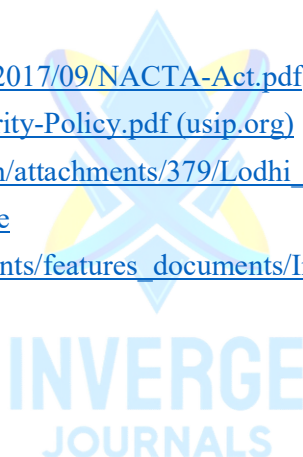 2017/09/NACTA-Act.pdf
rity-Policy.pdf (usip.org)
n/attachments/379/Lodhi_
e
nts/features_documents/I
INVERGE
JOURNALS